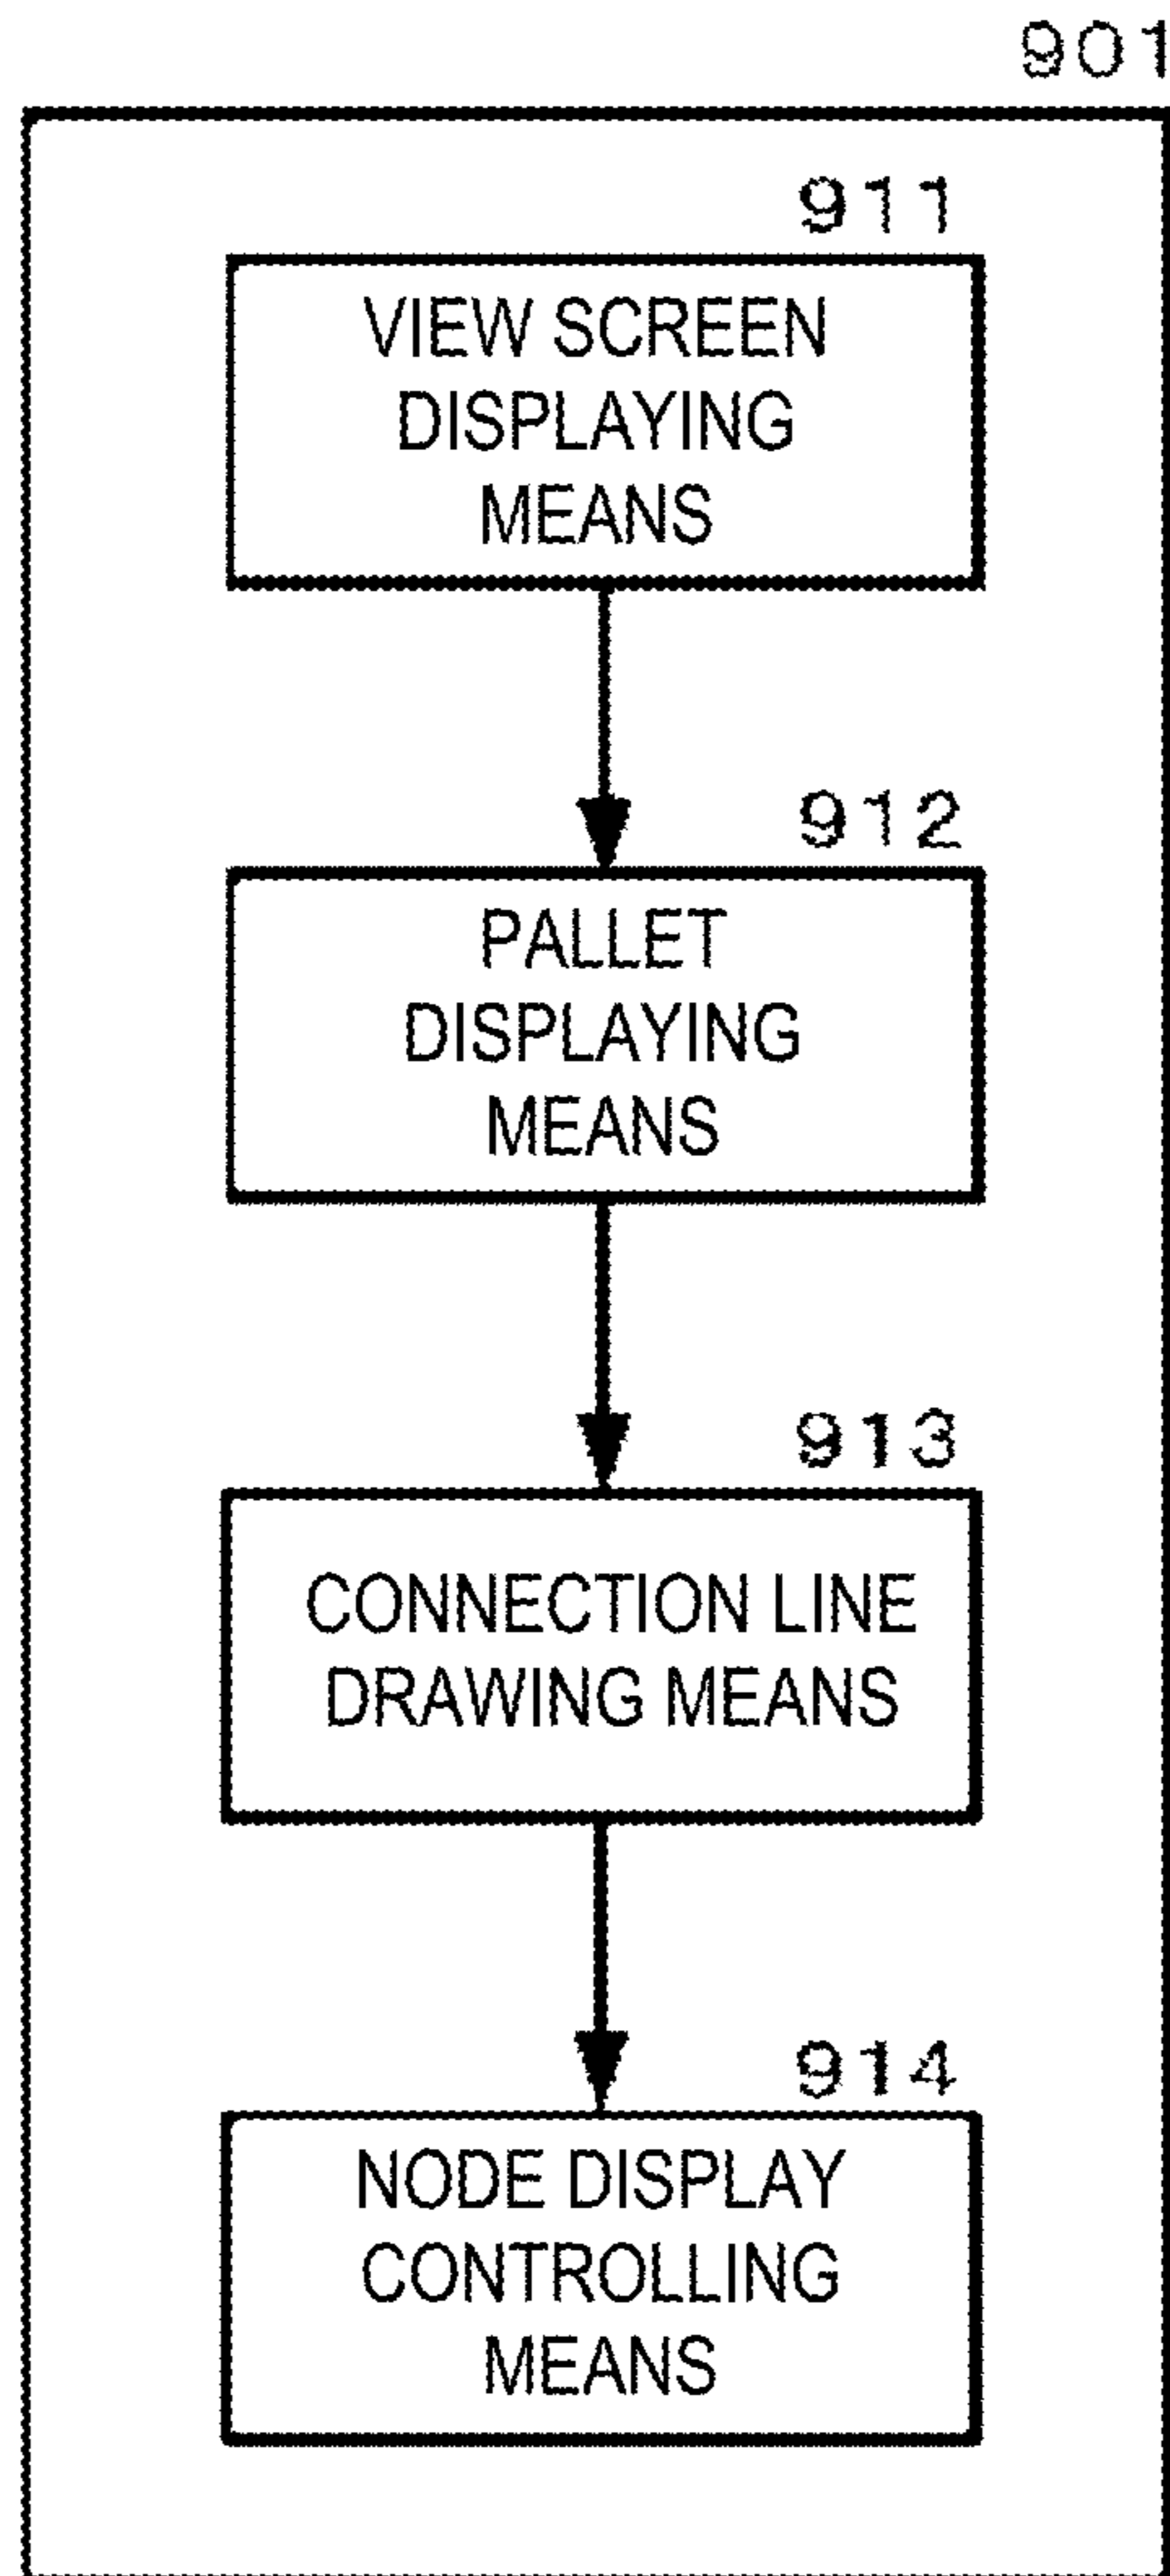 901
911
VIEW SCREEN
DISPLAYING
MEANS
912
PALLET
DISPLAYING
MEANS
913
CONNECTION LINE
DRAWING MEANS
914
NODE DISPLAY
CONTROLLING
MEANS